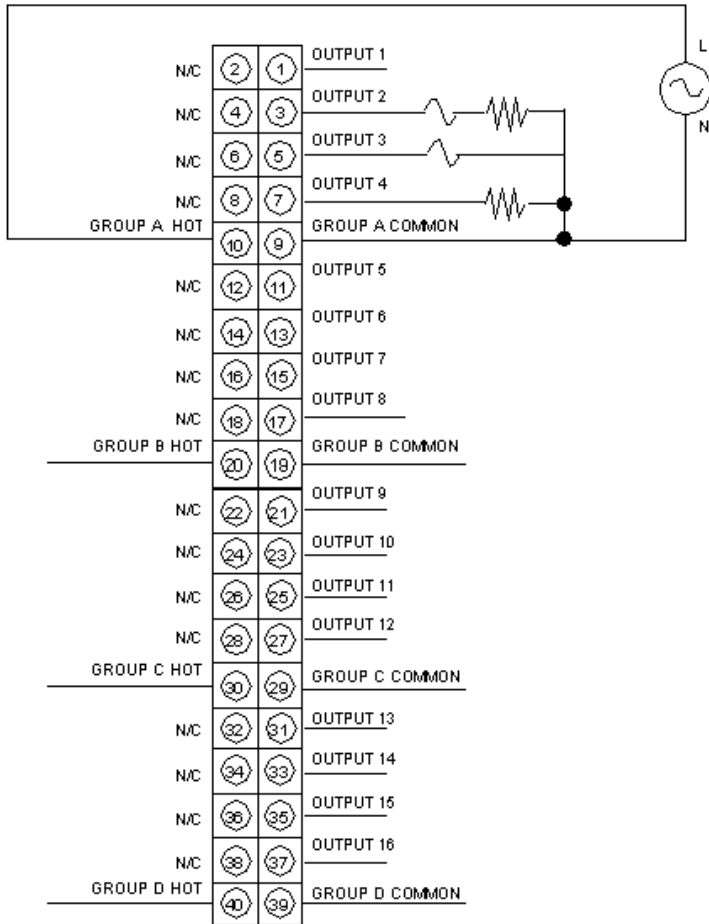 L
OUTPUT 1
N/C 2 1
OUTPUT 2
N/C 4 3
N
OUTPUT 3
N/C 6 5
OUTPUT 4
N/C 8 7
GROUP A HOT 10 9 GROUP A COMMON
OUTPUT 5
N/C 12 11
OUTPUT 6
N/C 14 13
OUTPUT 7
N/C 16 15
OUTPUT 8
N/C 18 17
GROUP B HOT 20 19 GROUP B COMMON
OUTPUT 9
N/C 22 21
OUTPUT 10
N/C 24 23
OUTPUT 11
N/C 26 25
OUTPUT 12
N/C 28 27
GROUP C HOT 30 29 GROUP C COMMON
OUTPUT 13
N/C 32 31
OUTPUT 14
N/C 34 33
OUTPUT 15
N/C 36 35
OUTPUT 16
N/C 38 37
GROUP D HOT 40 39 GROUP D COMMON